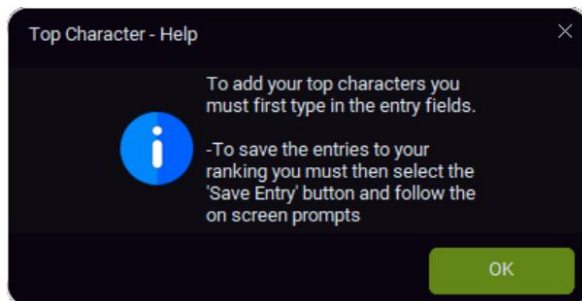 Top Character - Help
To add your top characters you
must first type in the entry fields.
-To save the entries to your
ranking you must then select the
'Save Entry' button and follow the
on screen prompts
OK